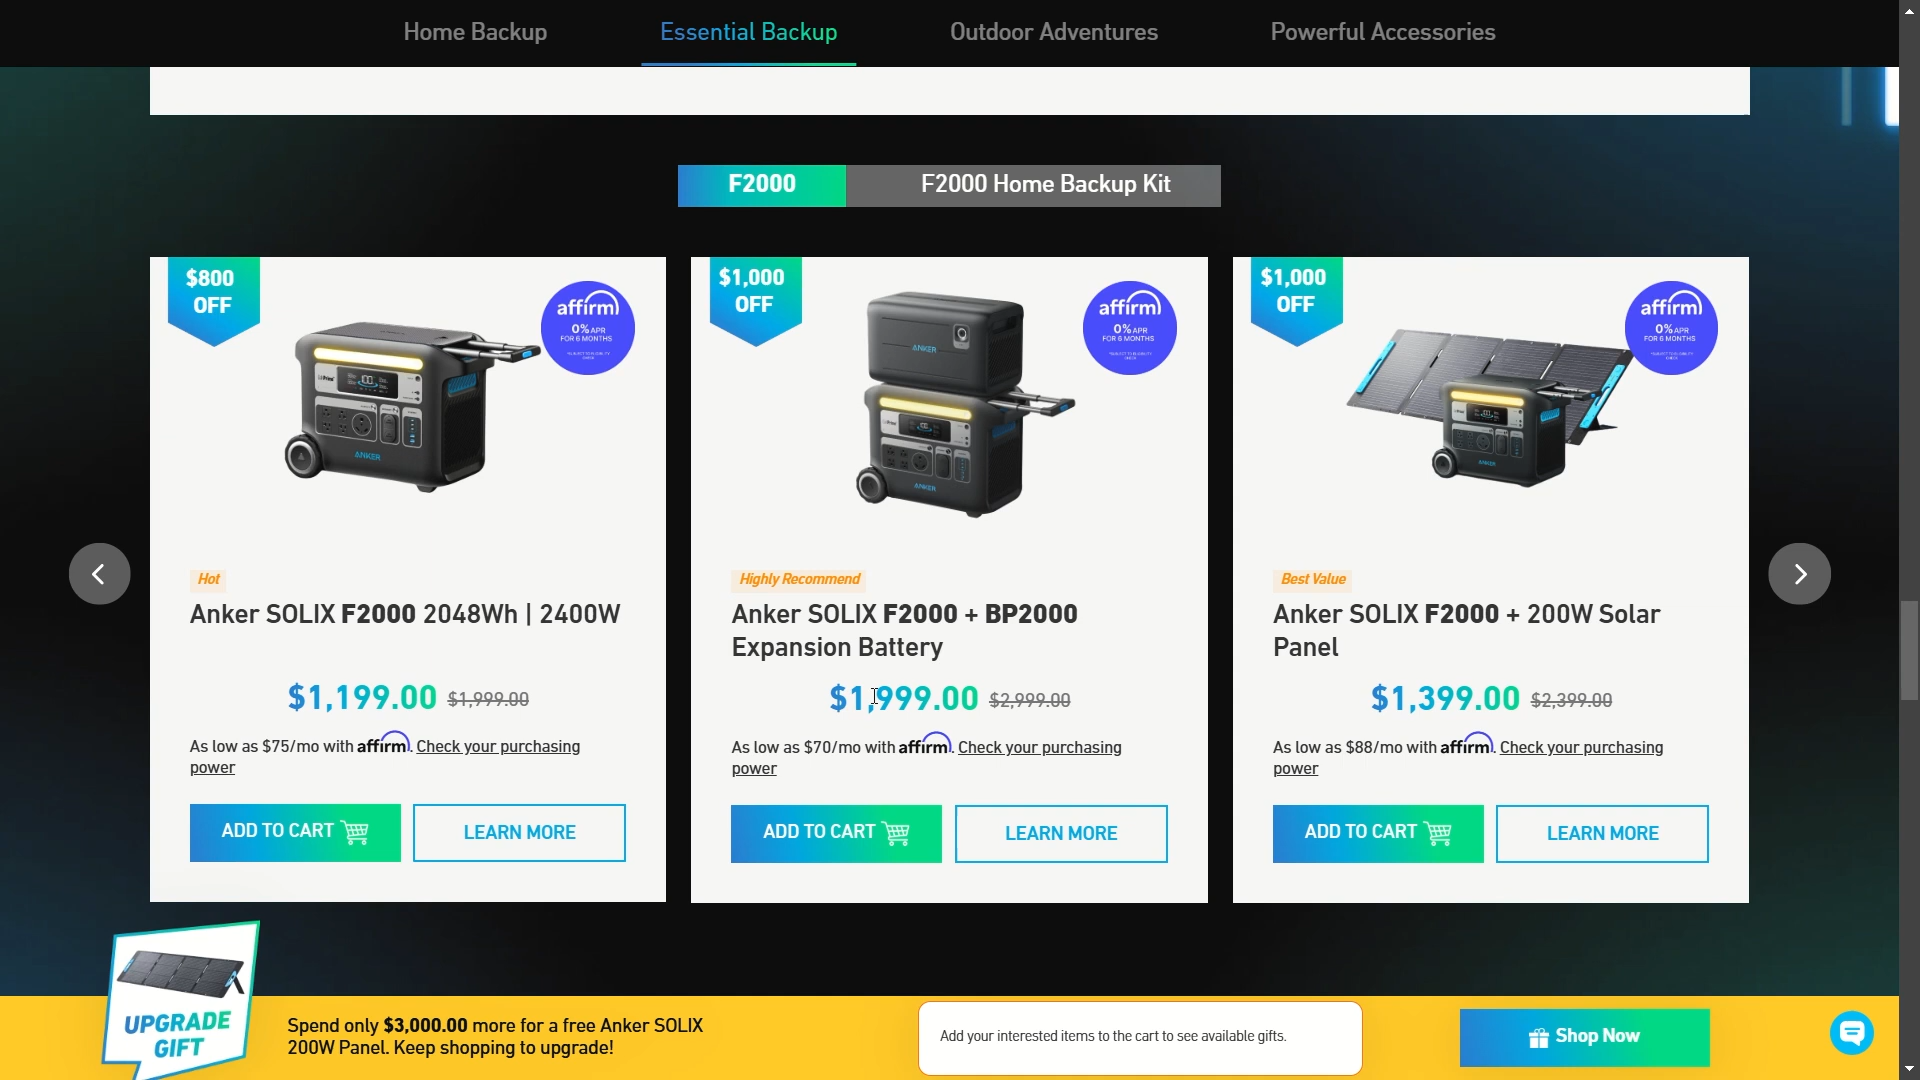 Home Backup
Essential Backup
Outdoor Adventures
Powerful Accessories
F2000
F2000 Home Backup Kit
$800
OFF
affirm
0% APR
FOR 6 MONTHS
ANKER
Hot
Anker SOLIX F2000 2048Wh | 2400W
$1,199.00 $1,999.00
As low as $75/mo with affirm. Check your purchasing
power
ADD TO CART
LEARN MORE
$1,000
OFF
affirm
0% APR
FOR 6 MONTHS
ANKER
ANKER
Highly Recommend
Anker SOLIX F2000 + BP2000
Expansion Battery
$1,999.00 $2,999.00
As low as $70/mo with affirm. Check your purchasing
power
ADD TO CART
LEARN MORE
$1,000
OFF
affirm
0% APR
FOR 6 MONTHS
ANKER
Best Value
Anker SOLIX F2000 + 200W Solar
Panel
$1,399.00 $2,399.00
As low as $88/mo with affirm. Check your purchasing
power
ADD TO CART
LEARN MORE
UPGRADE
GIFT
Spend only $3,000.00 more for a free Anker SOLIX
200W Panel. Keep shopping to upgrade!
Add your interested items to the cart to see available gifts.
Shop Now